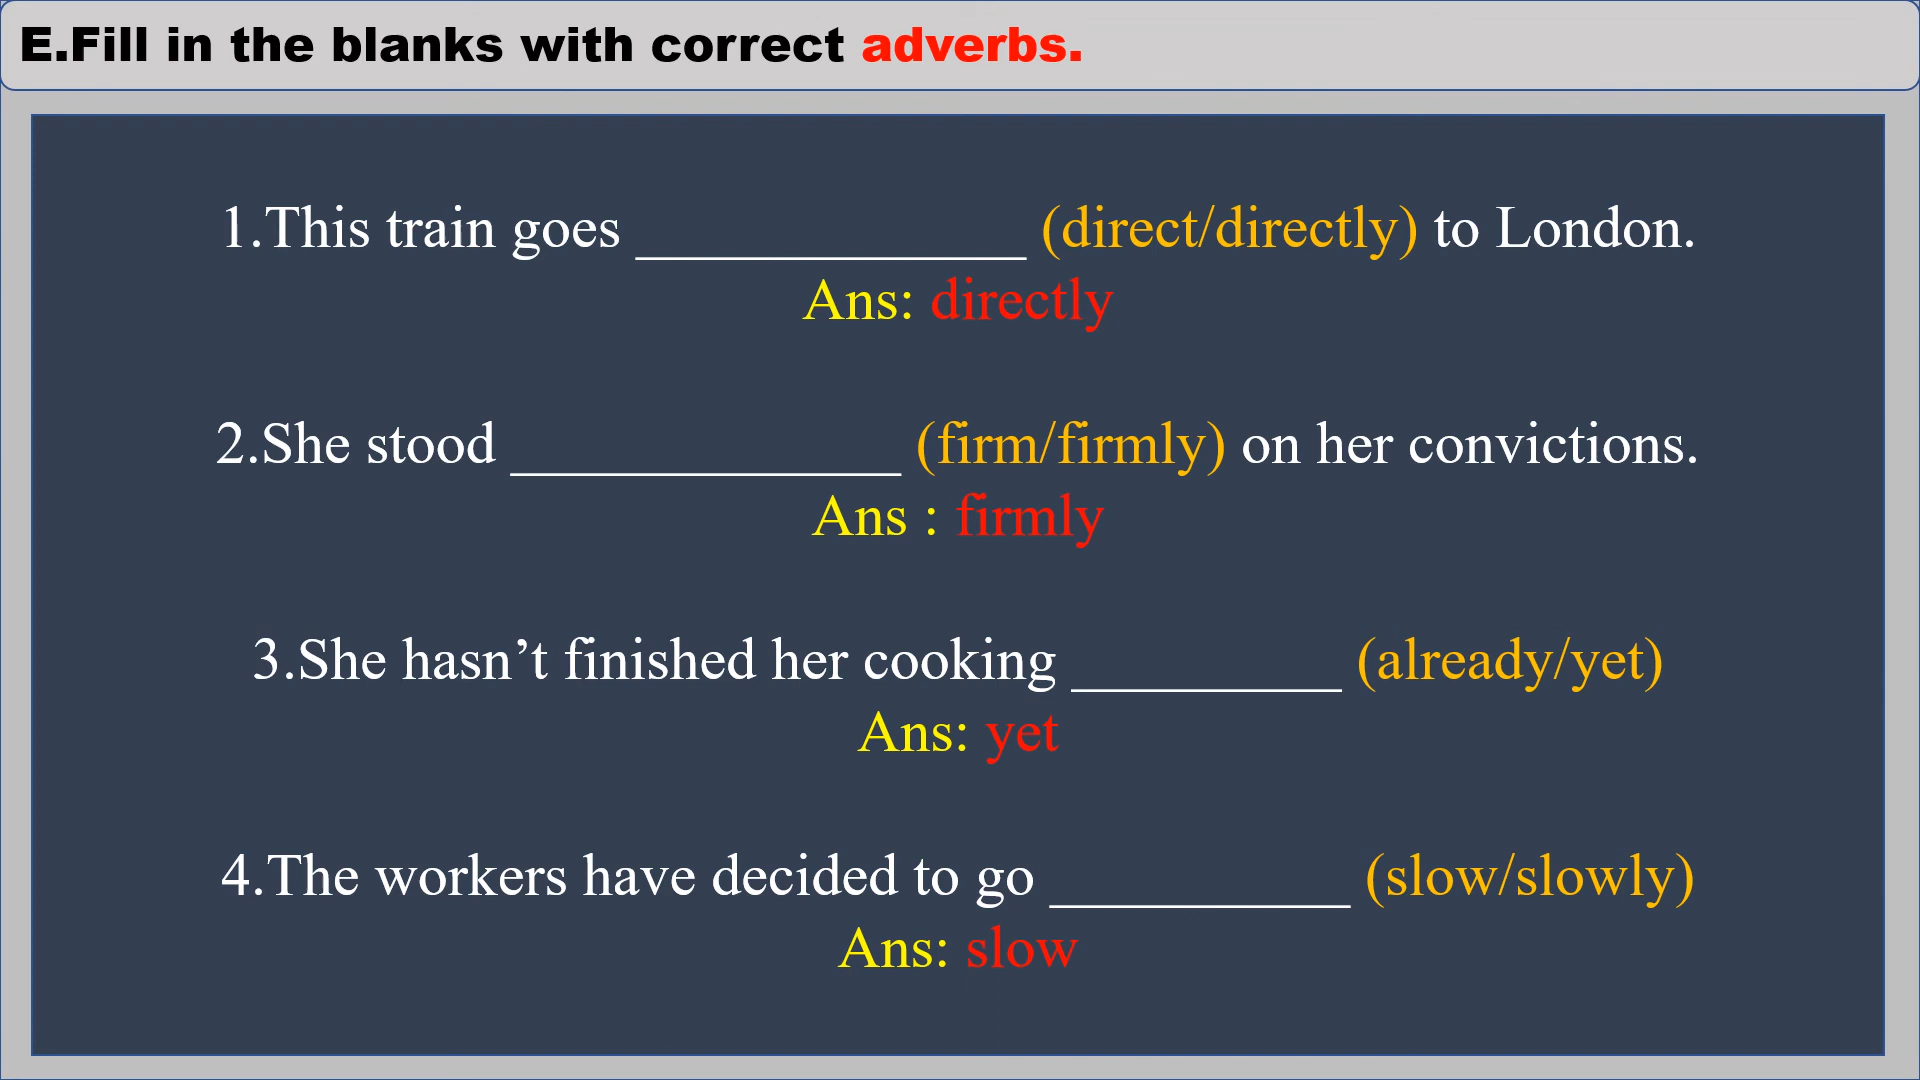 E.Fill in the blanks with correct adverbs.
1.This train goes _____________ (direct/directly) to London.
Ans: directly
2.She stood _____________ (firm/firmly) on her convictions.
Ans : firmly
3.She hasn’t finished her cooking _________ (already/yet)
Ans: yet
4.The workers have decided to go __________ (slow/slowly)
Ans: slow